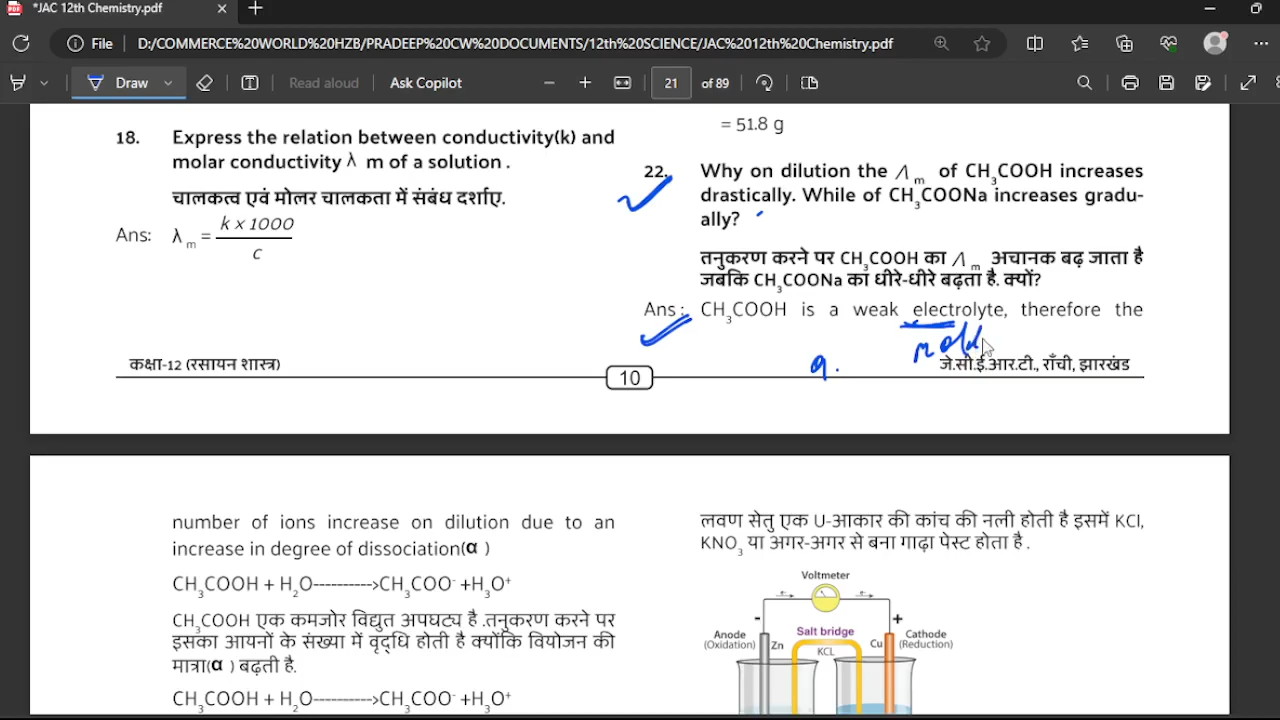 *JAC 12th Chemistry.pdf
File
D:/COMMERCE%20WORLD%20HZB/PRADEEP%20CW%20DOCUMENTS/12th%20SCIENCE/JAC%2012th%20Chemistry.pdf
Draw
Read aloud
Ask Copilot
21 of 89
18. Express the relation between conductivity(k) and
molar conductivity λ m of a solution .
चालकत्व एवं मोलर चालकता में संबंध दर्शाए.
Ans: λm = k x 1000
c
कक्षा-12 (रसायन शास्त्र)
= 51.8 g
22. Why on dilution the Λm of CH3COOH increases
drastically. While of CH3COONa increases gradu-
ally?
तनुकरण करने पर CH3COOH का Λm अचानक बढ़ जाता है
जबकि CH3COONa का धीरे-धीरे बढ़ता है. क्यों?
Ans : CH3COOH is a weak electrolyte, therefore the
10
जे.सी.ई.आर.टी., राँची, झारखंड
number of ions increase on dilution due to an
increase in degree of dissociation(α )
CH3COOH + H2O---------->CH3COO- +H3O+
CH3COOH एक कमजोर विद्युत अपघट्य है .तनुकरण करने पर
इसका आयनों के संख्या में वृद्धि होती है क्योंकि वियोजन की
मात्रा(α ) बढ़ती है.
CH3COOH + H2O---------->CH3COO- +H3O+
लवण सेतु एक U-आकार की कांच की नली होती है इसमें KCl,
KNO3 या अगर-अगर से बना गाढ़ा पेस्ट होता है .
Voltmeter
e-
e-
-
+
Anode
(Oxidation)
Zn
Salt bridge
KCL
Cu
Cathode
(Reduction)